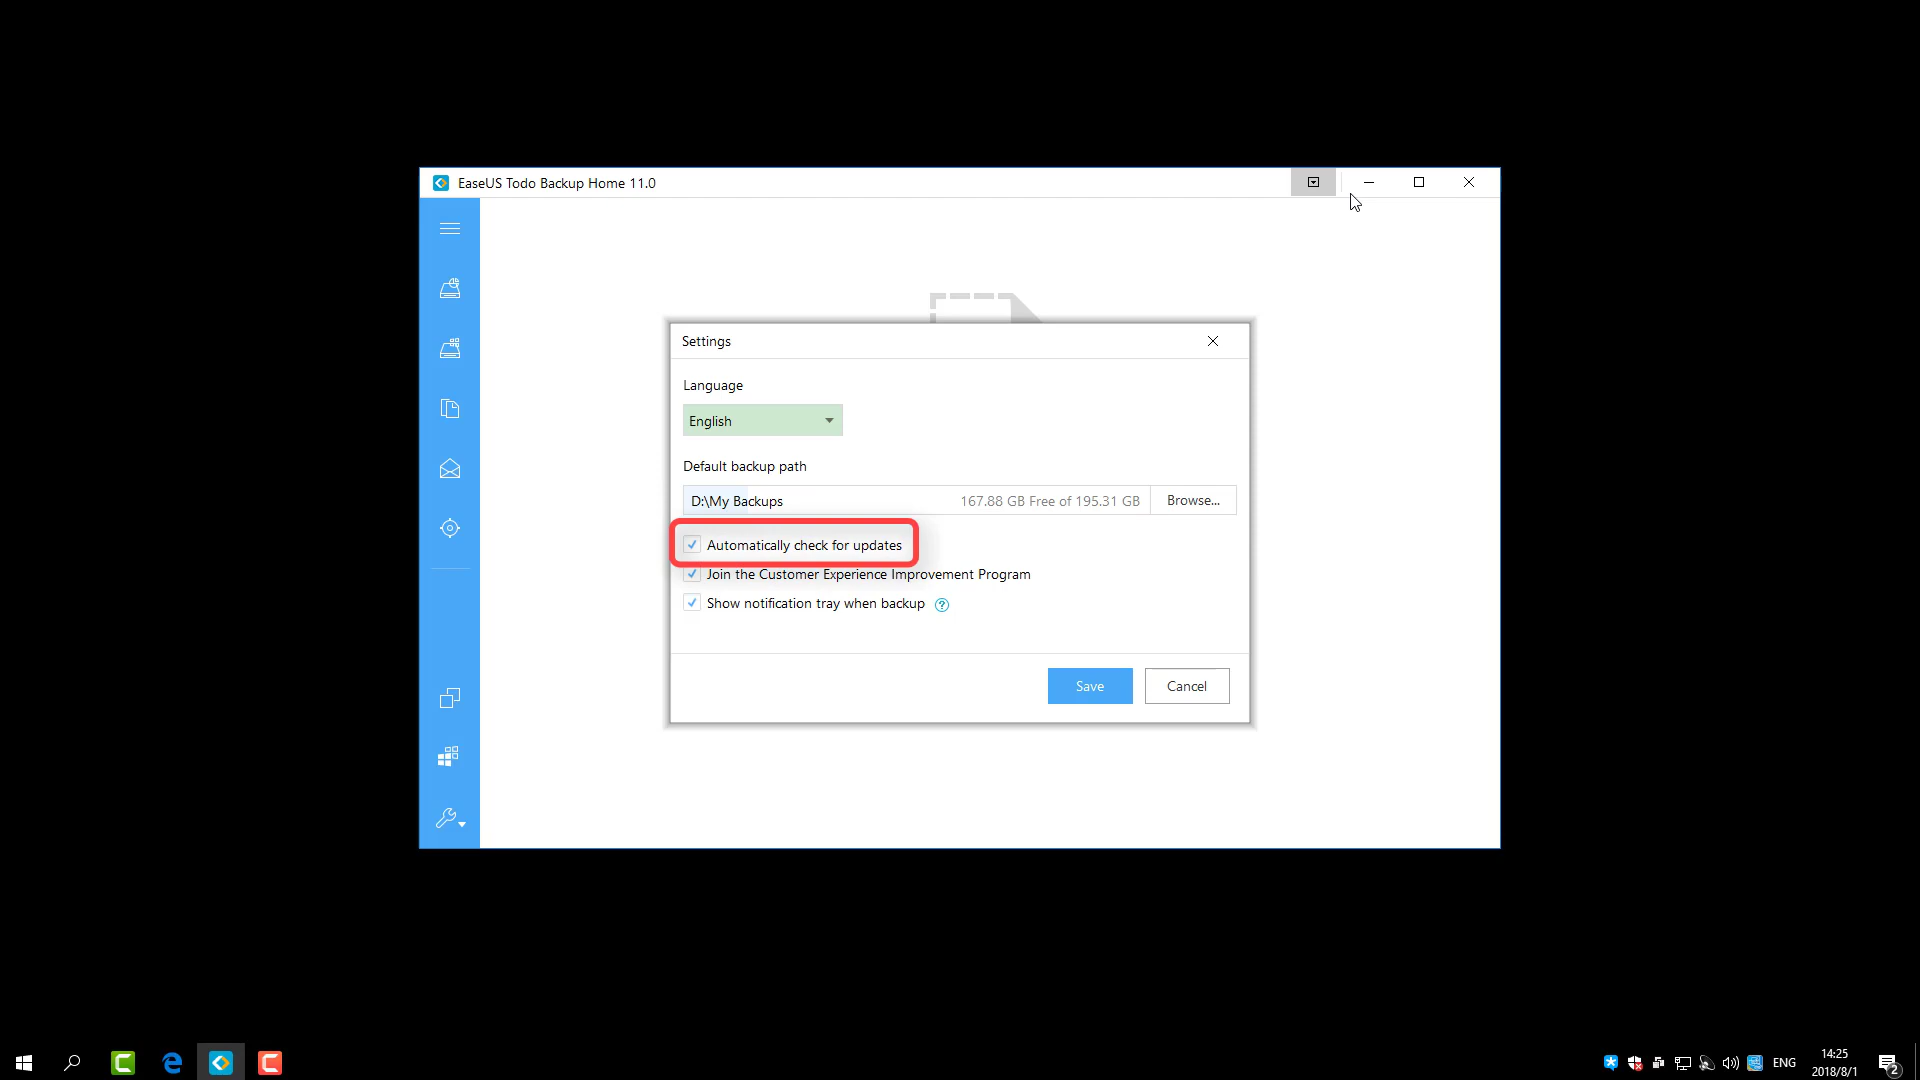 EaseUS Todo Backup Home 11.0
Settings
Language
English
Default backup path
D:\My Backups 167.88 GB Free of 195.31 GB Browse...
Automatically check for updates
Join the Customer Experience Improvement Program
Show notification tray when backup ?
Save Cancel
ENG
14:25
2018/8/1
2